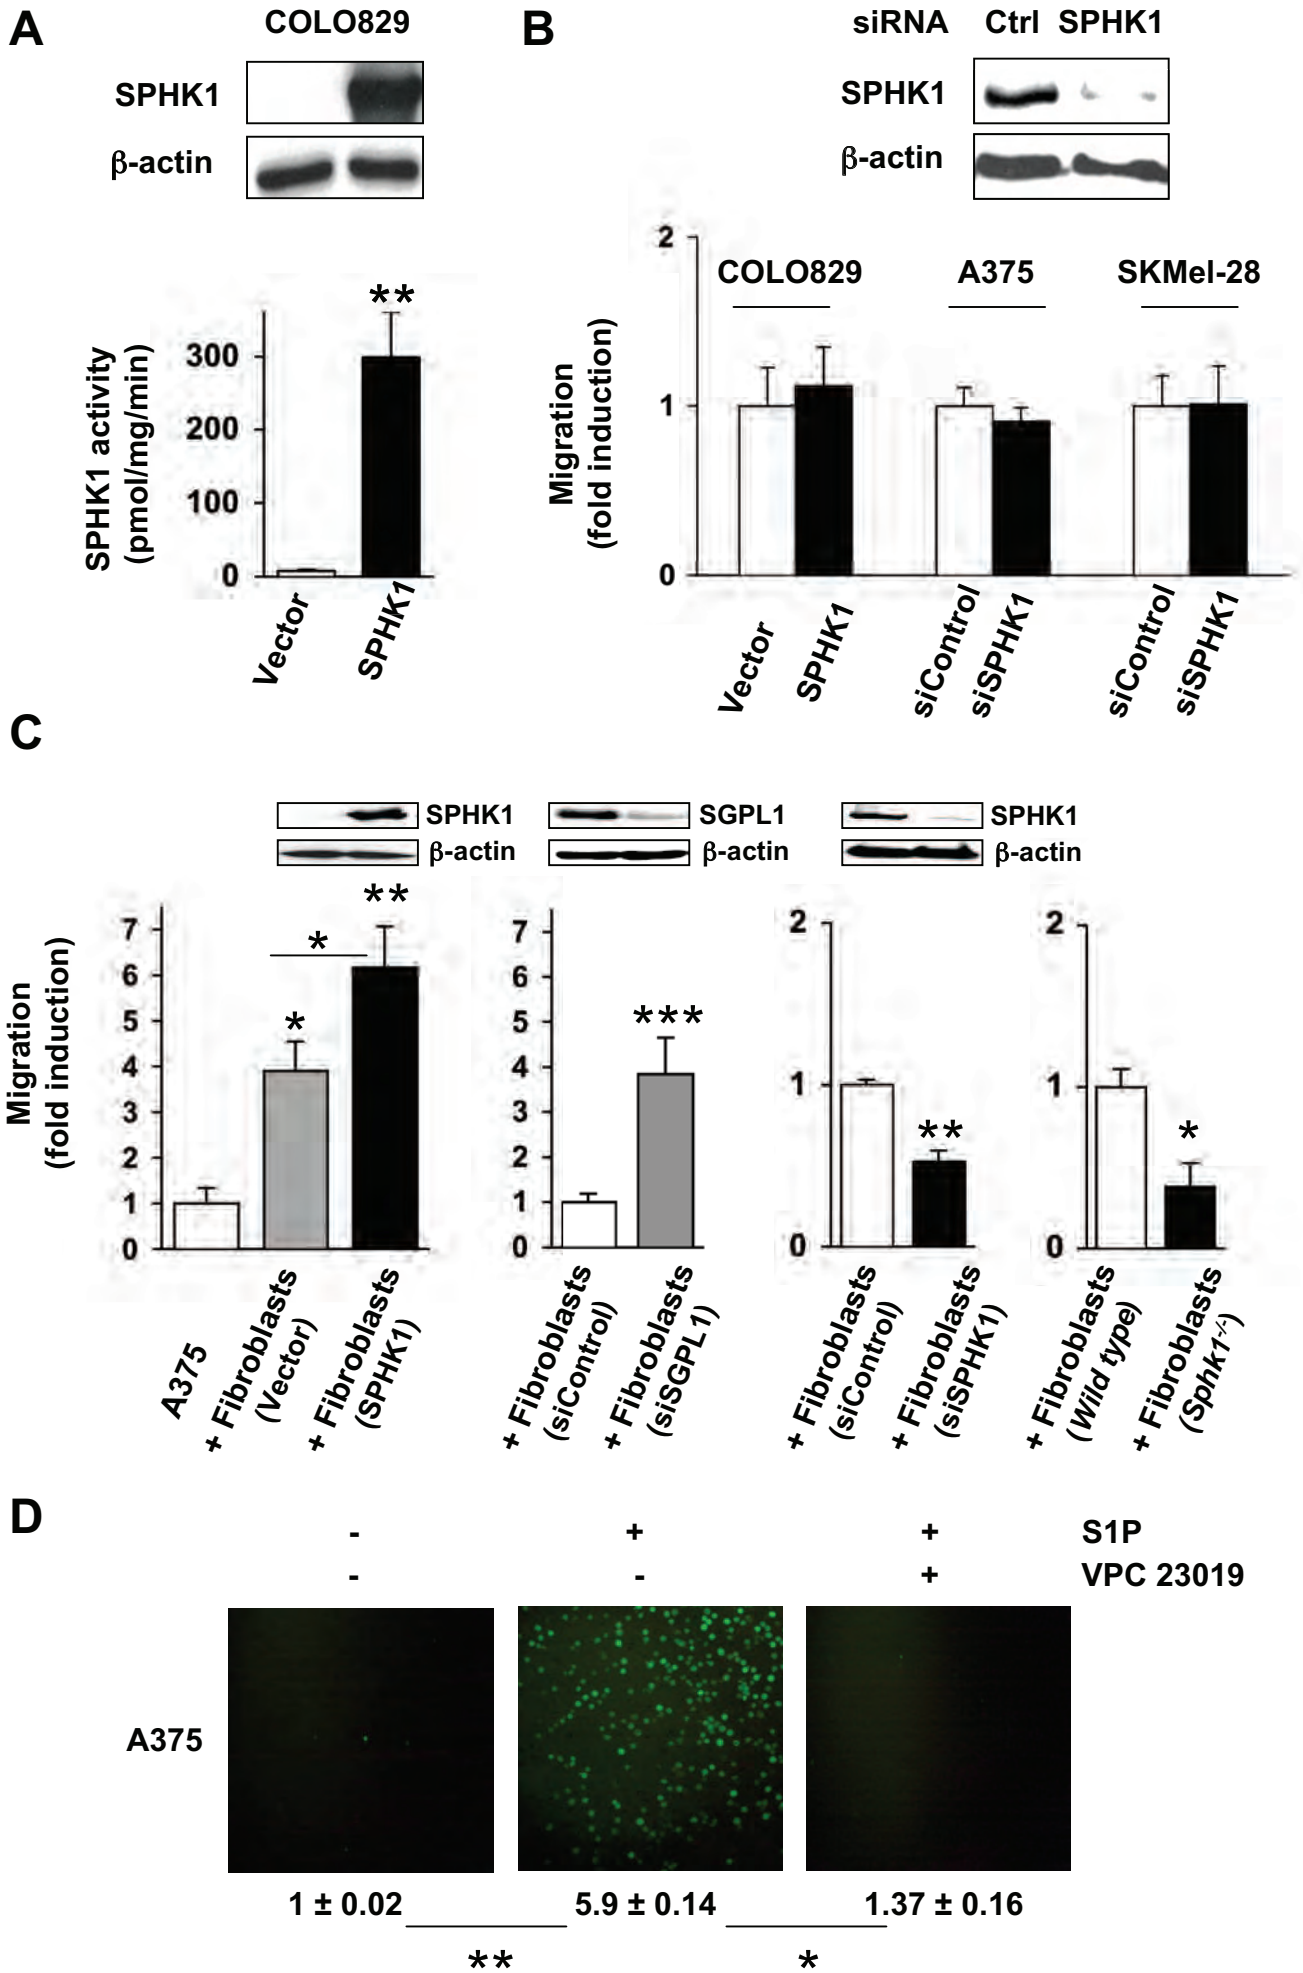 A
COLO829
SPHK1
β-actin
**
SPHK1 activity
(pmol/mg/min)
300
200
100
0
Vector
SPHK1
B
siRNA Ctrl SPHK1
SPHK1
β-actin
Migration
(fold induction)
2
1
0
COLO829 A375 SKMel-28
Vector
SPHK1
siControl
siSPHK1
siControl
siSPHK1
C
SPHK1
β-actin
SGPL1
β-actin
SPHK1
β-actin
Migration
(fold induction)
7
6
5
4
3
2
1
0
*
*
**
A375
+ Fibroblasts
(Vector)
+ Fibroblasts
(SPHK1)
7
6
5
4
3
2
1
0
***
+ Fibroblasts
(siControl)
+ Fibroblasts
(siSGPL1)
2
1
0
**
+ Fibroblasts
(siControl)
+ Fibroblasts
(siSPHK1)
2
1
0
*
+ Fibroblasts
(Wild type)
+ Fibroblasts
(Sphk1-/-)
D
- + + S1P
- - + VPC 23019
A375
1 ± 0.02 5.9 ± 0.14 1.37 ± 0.16
** *